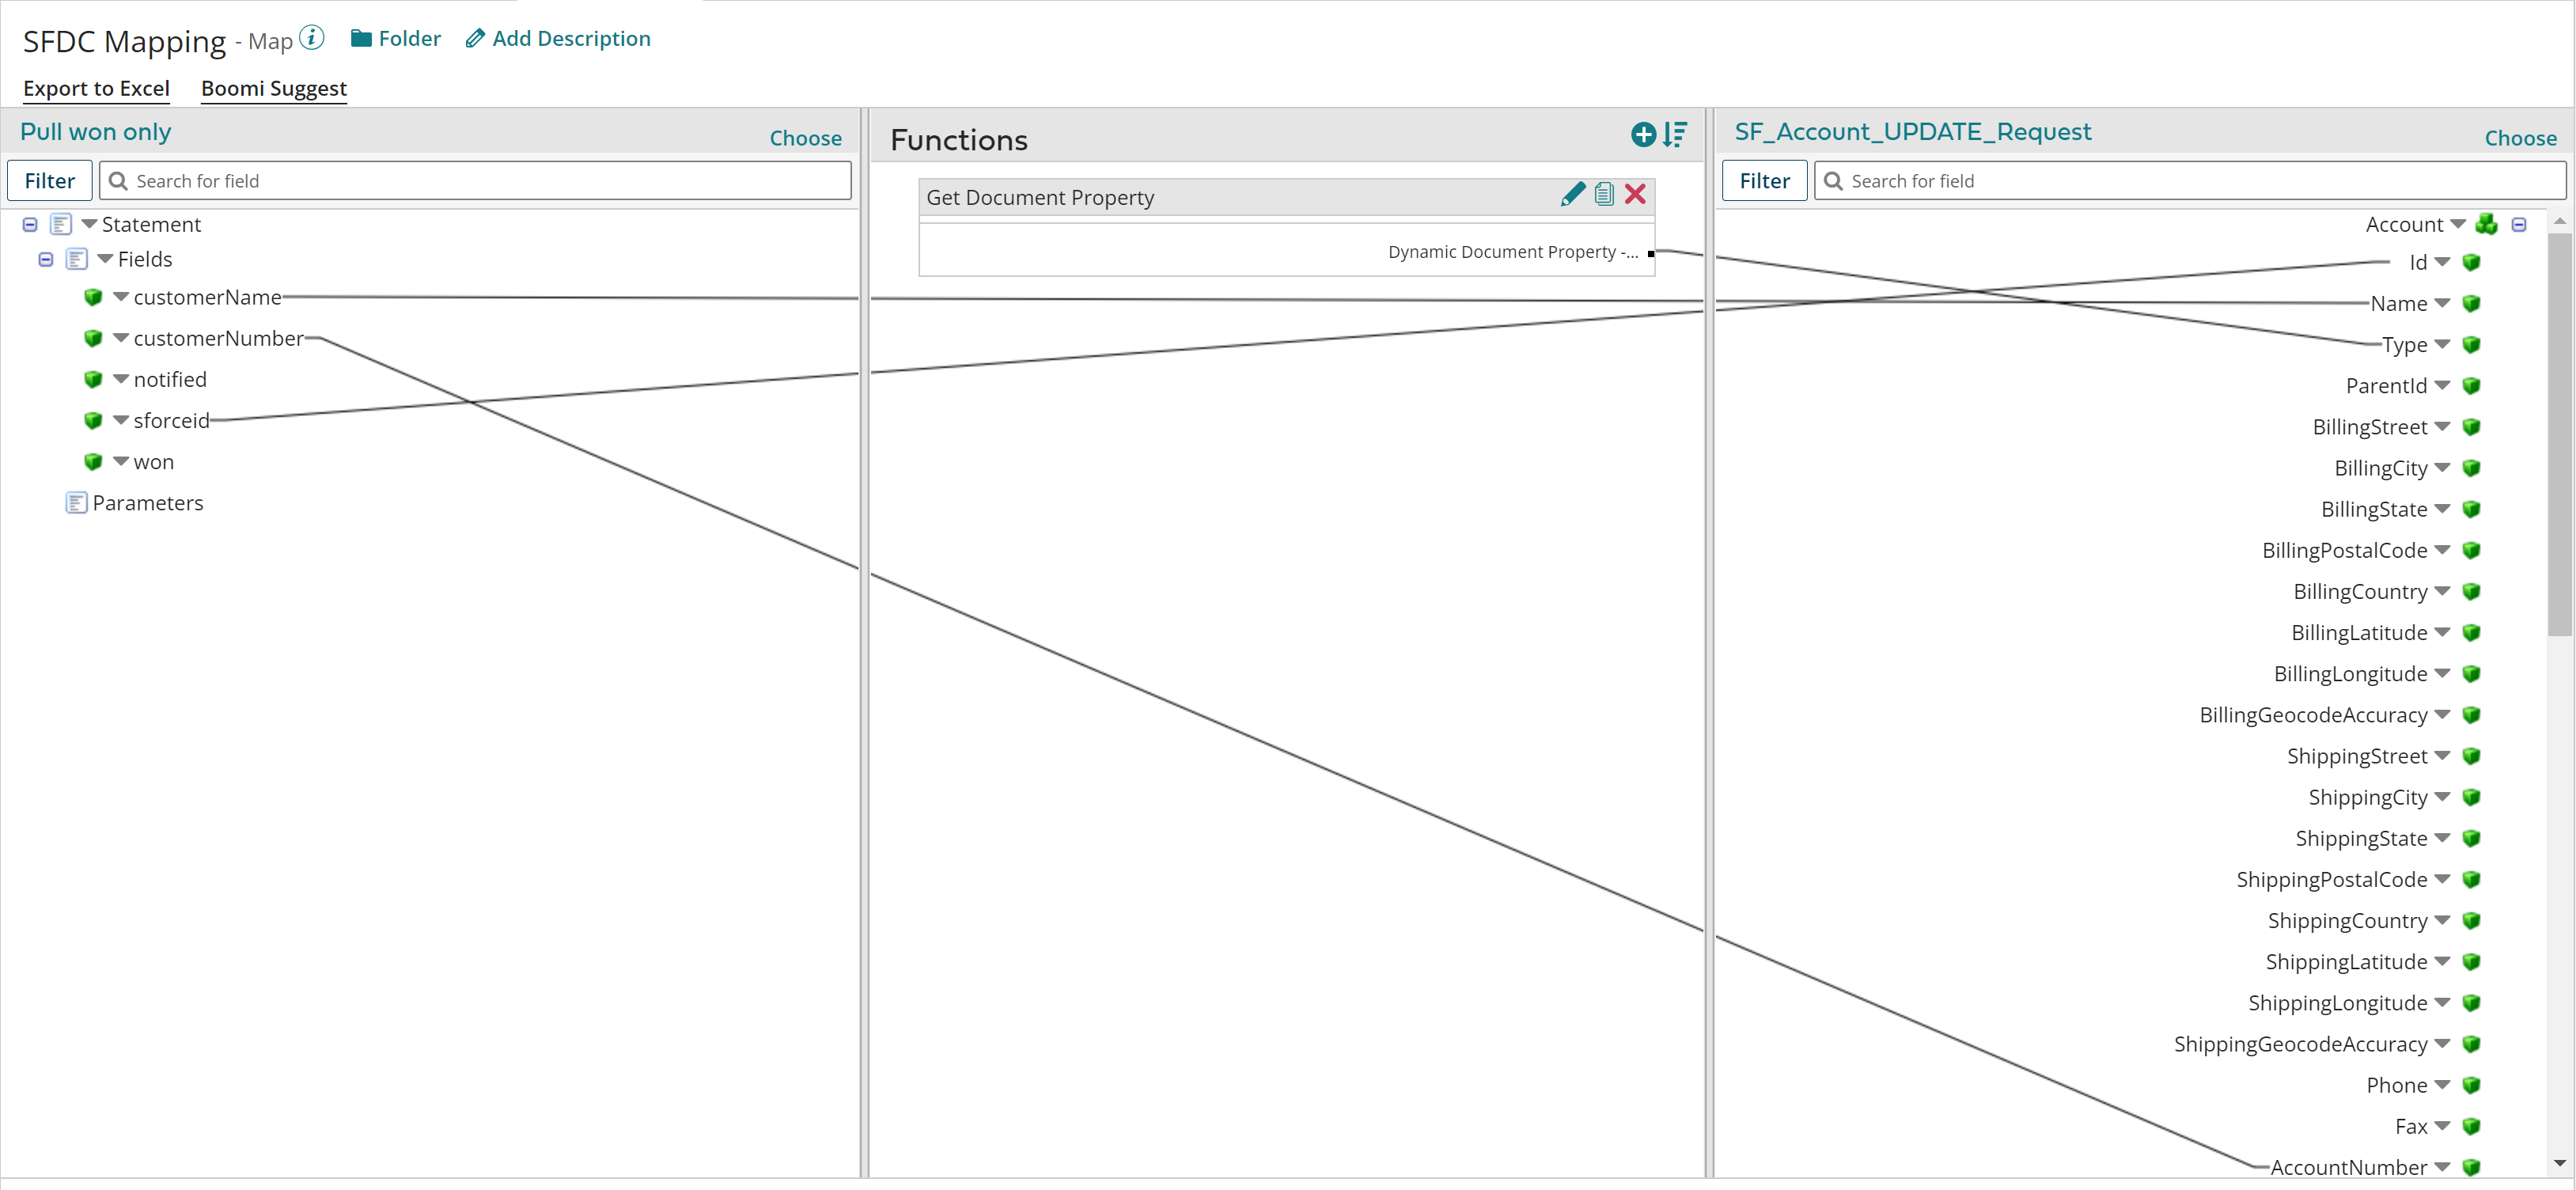 SFDC Mapping - Map i Folder Add Description
Export to Excel Boomi Suggest
Pull won only Choose
Filter Search for field
Statement
Fields
customerName
customerNumber
notified
sforceid
won
Parameters
Functions
Get Document Property
Dynamic Document Property -...
SF_Account_UPDATE_Request Choose
Filter Search for field
Account
Id
Name
Type
ParentId
BillingStreet
BillingCity
BillingState
BillingPostalCode
BillingCountry
BillingLatitude
BillingLongitude
BillingGeocodeAccuracy
ShippingStreet
ShippingCity
ShippingState
ShippingPostalCode
ShippingCountry
ShippingLatitude
ShippingLongitude
ShippingGeocodeAccuracy
Phone
Fax
AccountNumber